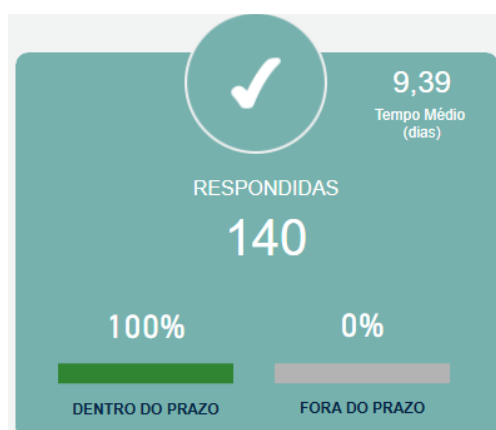 9,39
Tempo Médio
(dias)
RESPONDIDAS
140
100%
0%
DENTRO DO PRAZO
FORA DO PRAZO